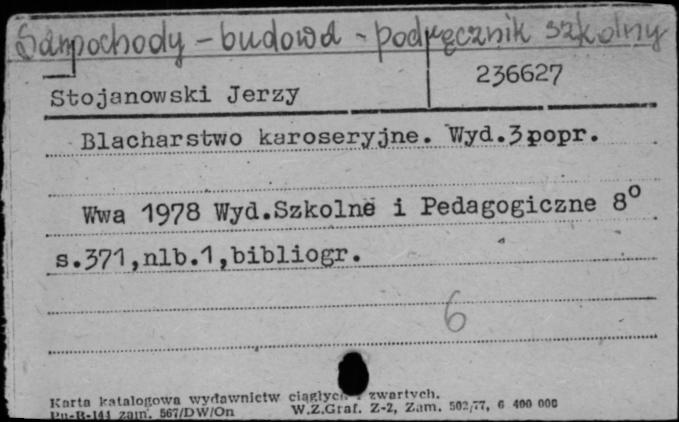 Samochody - budowa - podręcznik szkolny
236627
Stojanowski Jerzy
Blacharstwo karoseryjne. Wyd.3popr.
Wwa 1978 Wyd.Szkolne i Pedagogiczne 8°
s.371,nlb.1,bibliogr.
6
Karta katalogowa wydawnictw ciągłych i zwartych.
Pu-B-144 zam. 567/DW/On W.Z.Graf. Z-2, Zam. 502/77, 6 400 000